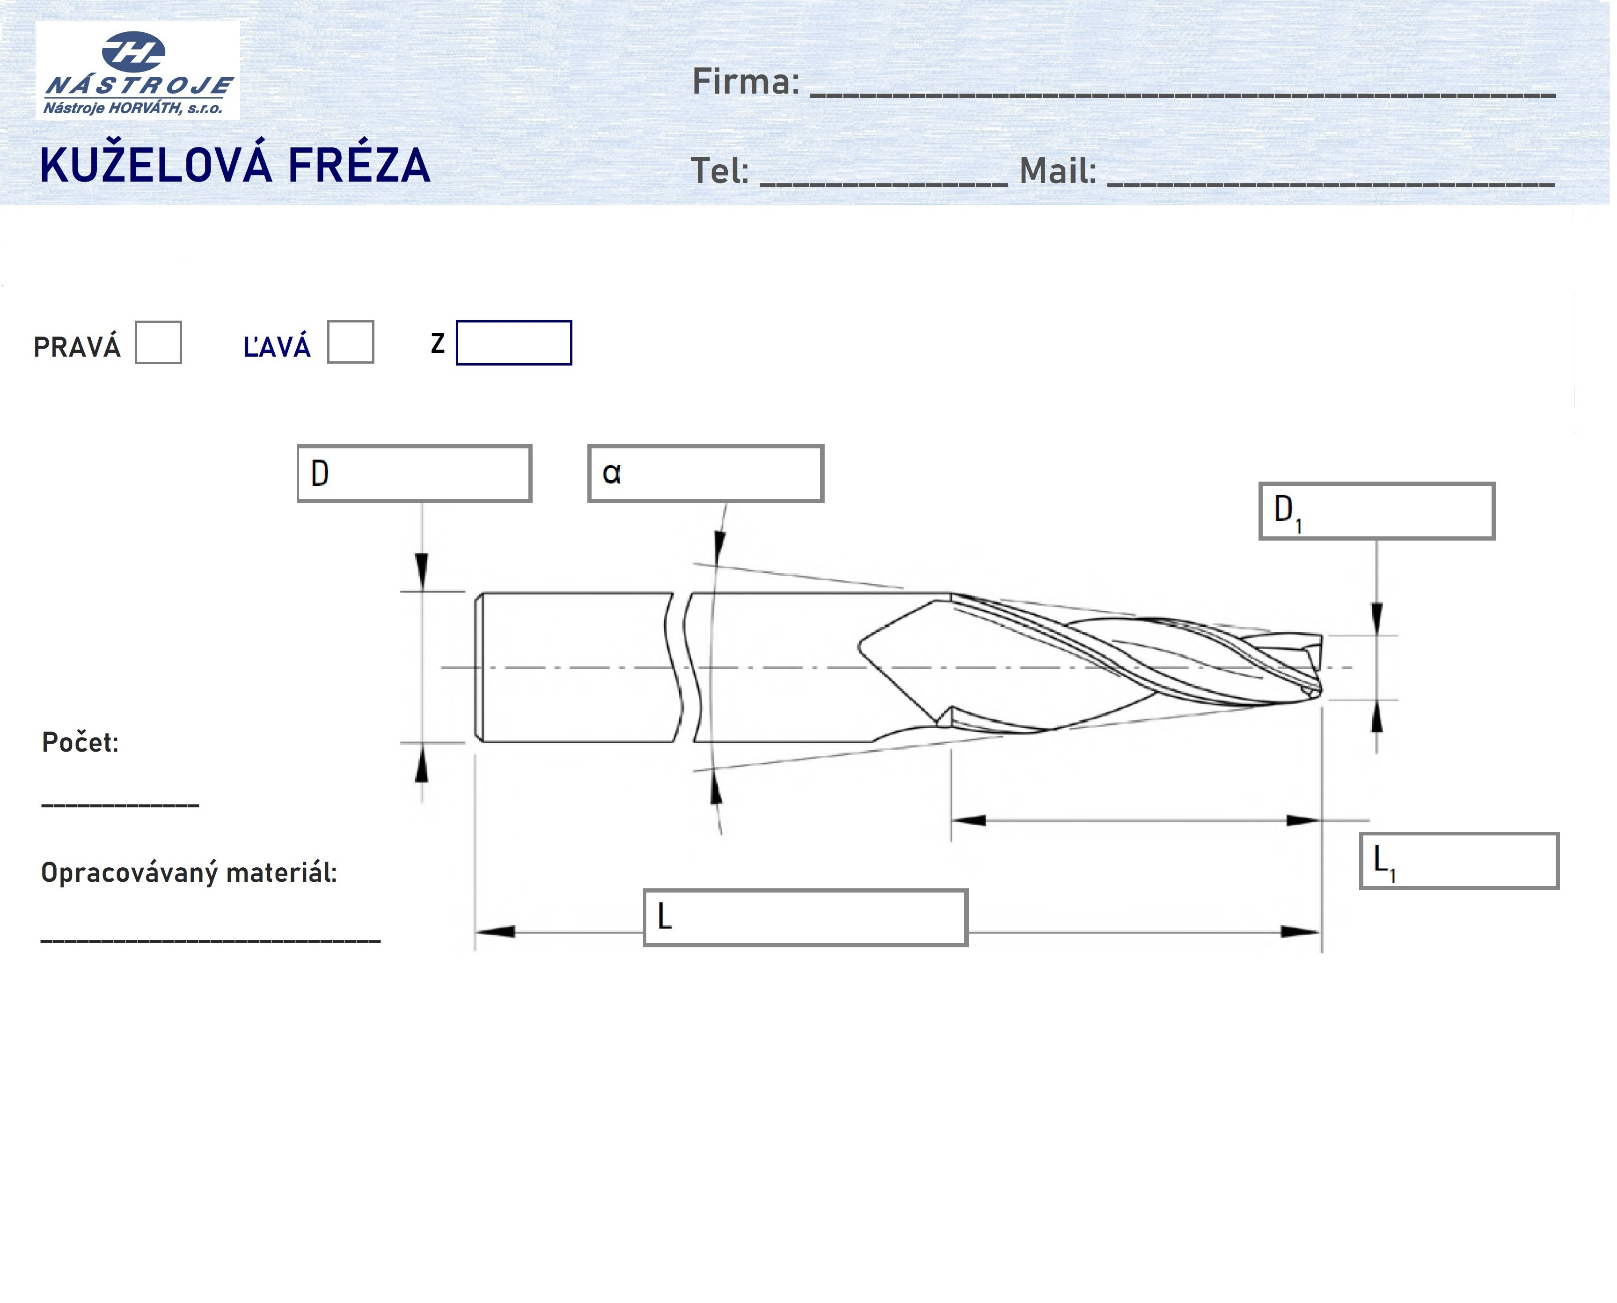 H
NÁSTROJE
Nástroje HORVÁTH, s.r.o.
KUŽELOVÁ FRÉZA
Firma:
Tel: Mail:
PRAVÁ ĽAVÁ Z
D α
D₁
Počet:
Opracovávaný materiál:
L₁
L